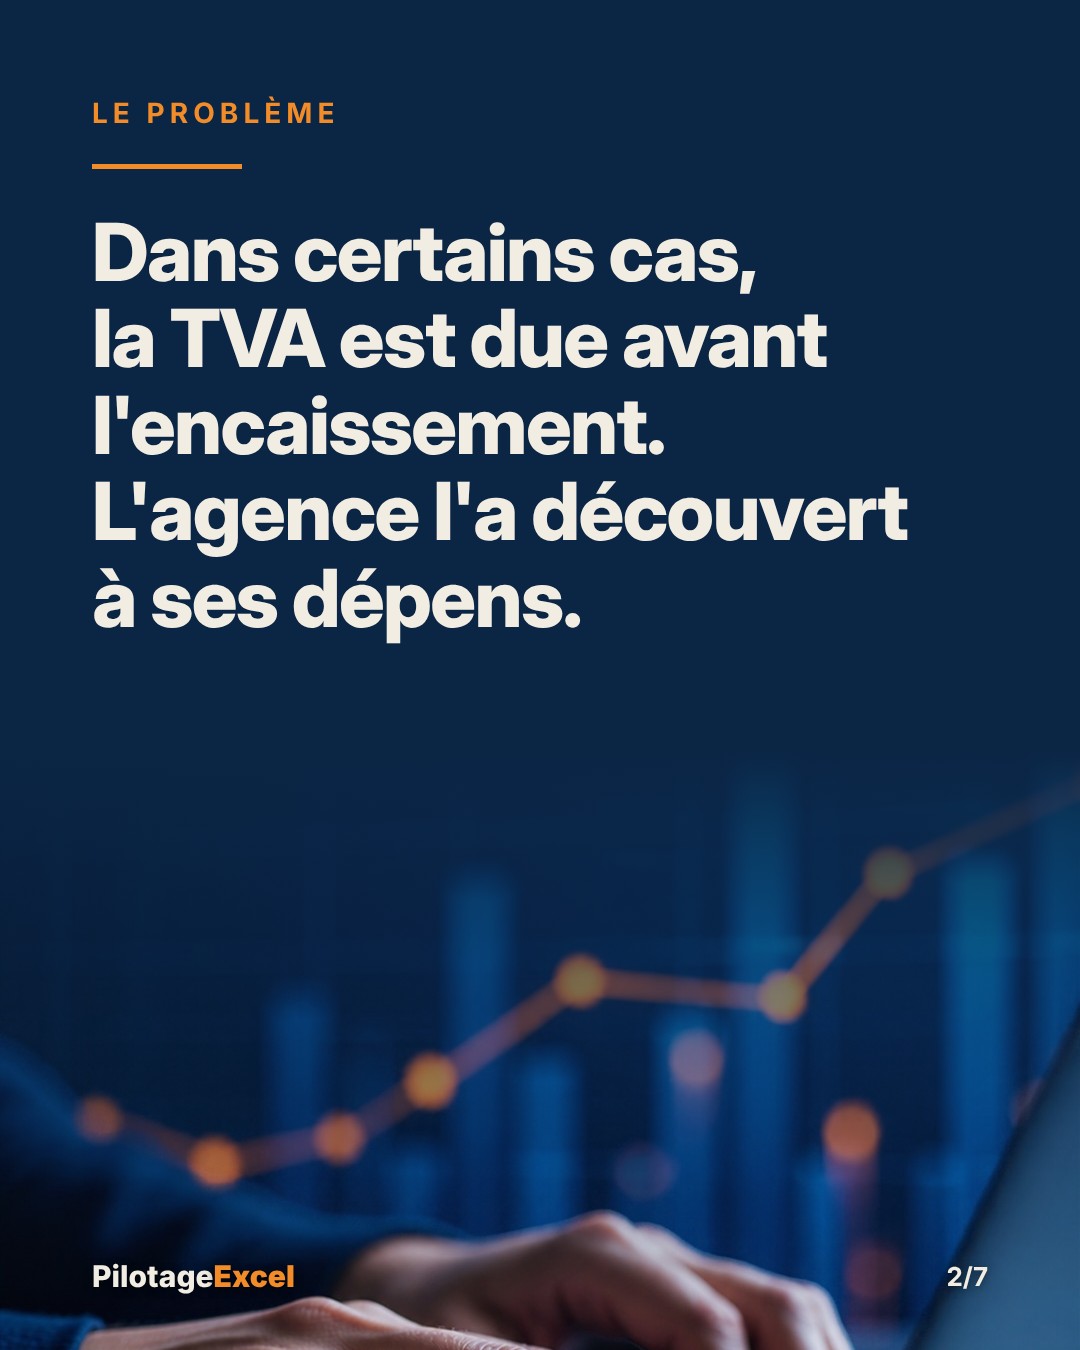 LE PROBLÈME
Dans certains cas,
la TVA est due avant
l'encaissement.
L'agence l'a découvert
à ses dépens.
PilotageExcel
2/7